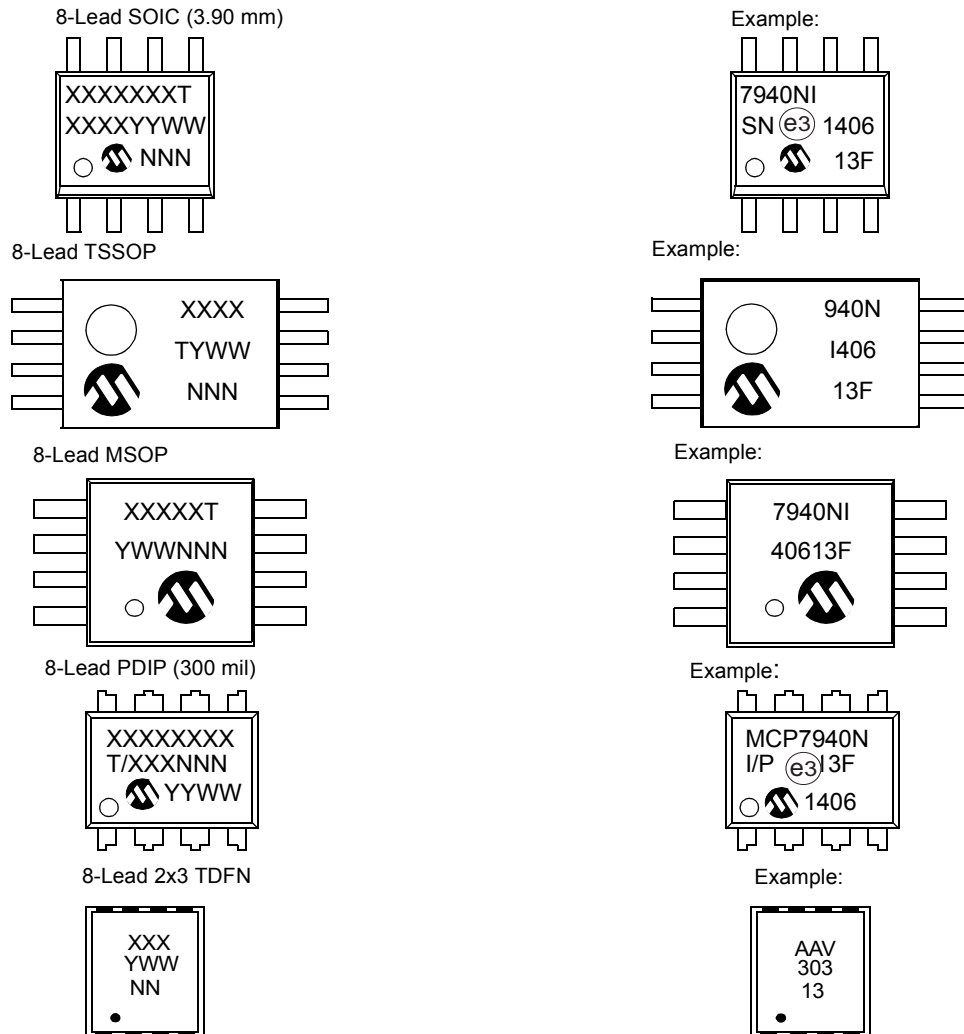 8-Lead SOIC (3.90 mm)
XXXXXXXT
XXXXYYWW
NNN
Example:
7940NI
SN e3 1406
13F
8-Lead TSSOP
XXXX
TYWW
NNN
Example:
940N
I406
13F
8-Lead MSOP
XXXXXT
YWWNNN
Example:
7940NI
40613F
8-Lead PDIP (300 mil)
XXXXXXXX
T/XXXNNN
YYWW
Example:
MCP7940N
I/P e3 13F
1406
8-Lead 2x3 TDFN
XXX
YWW
NN
Example:
AAV
303
13